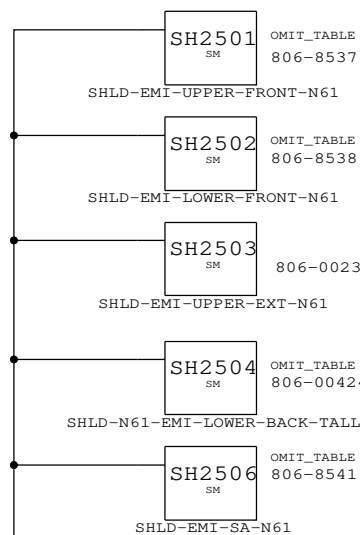 SH2501 OMIT_TABLE
SM 806-8537
SHLD-EMI-UPPER-FRONT-N61
SH2502 OMIT_TABLE
SM 806-8538
SHLD-EMI-LOWER-FRONT-N61
SH2503
SM 806-0023
SHLD-EMI-UPPER-EXT-N61
SH2504 OMIT_TABLE
SM 806-00424
SHLD-N61-EMI-LOWER-BACK-TALL
SH2506 OMIT_TABLE
SM 806-8541
SHLD-EMI-SA-N61